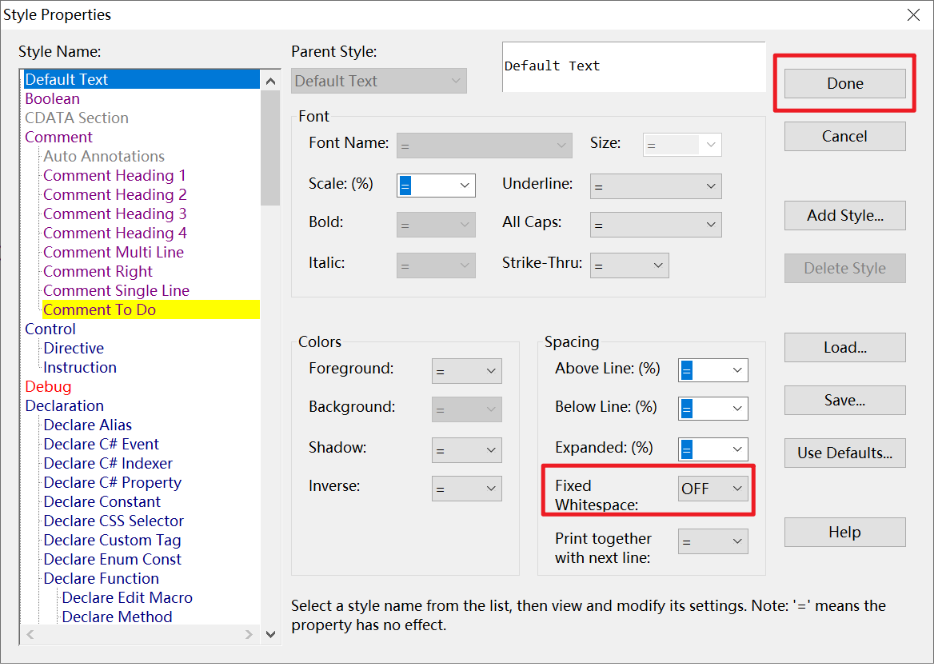 Style Properties
Style Name:
Default Text
Boolean
CDATA Section
Comment
Auto Annotations
Comment Heading 1
Comment Heading 2
Comment Heading 3
Comment Heading 4
Comment Multi Line
Comment Right
Comment Single Line
Comment To Do
Control
Directive
Instruction
Debug
Declaration
Declare Alias
Declare C# Event
Declare C# Indexer
Declare C# Property
Declare Constant
Declare CSS Selector
Declare Custom Tag
Declare Enum Const
Declare Function
Declare Edit Macro
Declare Method
Parent Style:
Default Text
Default Text
Font
Font Name: =
Size: =
Scale: (%) =
Underline: =
Bold: =
All Caps: =
Italic: =
Strike-Thru: =
Colors
Foreground: =
Background: =
Shadow: =
Inverse: =
Spacing
Above Line: (%) =
Below Line: (%) =
Expanded: (%) =
Fixed
Whitespace: OFF
Print together
with next line: =
Select a style name from the list, then view and modify its settings. Note: '=' means the
property has no effect.
Done
Cancel
Add Style...
Delete Style
Load...
Save...
Use Defaults...
Help